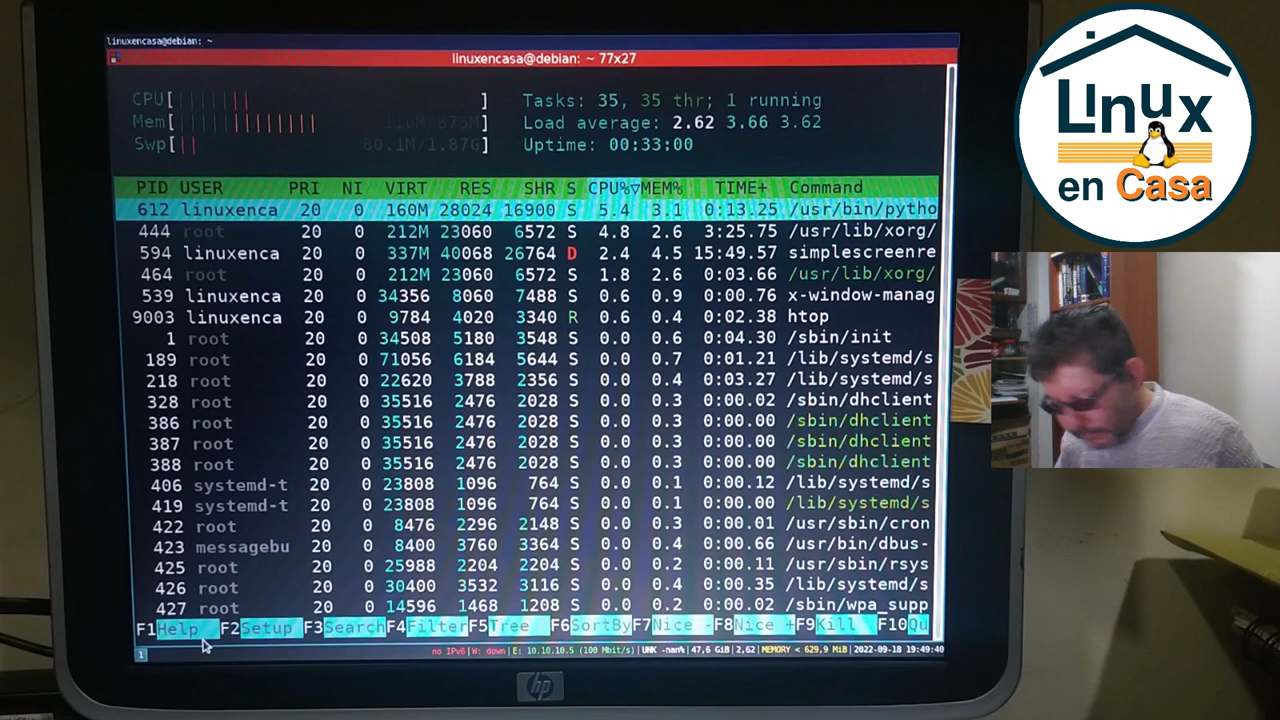 linuxencasa@debian: ~
linuxencasa@debian: ~ 77x27
CPU[ ] Tasks: 35, 35 thr; 1 running
Mem[ 116M/873M] Load average: 2.62 3.66 3.62
Swp[ 80.1M/1.87G] Uptime: 00:33:00
PID USER PRI NI VIRT RES SHR S CPU%▽MEM% TIME+ Command
612 linuxenca 20 0 160M 28024 16900 S 5.4 3.1 0:13.25 /usr/bin/pytho
444 root 20 0 212M 23060 6572 S 4.8 2.6 3:25.75 /usr/lib/xorg/
594 linuxenca 20 0 337M 40068 26764 D 2.4 4.5 15:49.57 simplescreenre
464 root 20 0 212M 23060 6572 S 1.8 2.6 0:03.66 /usr/lib/xorg/
539 linuxenca 20 0 34356 8060 7488 S 0.6 0.9 0:00.76 x-window-manag
9003 linuxenca 20 0 9784 4020 3340 R 0.6 0.4 0:02.38 htop
1 root 20 0 34508 5180 3548 S 0.0 0.6 0:04.30 /sbin/init
189 root 20 0 71056 6184 5644 S 0.0 0.7 0:01.21 /lib/systemd/s
218 root 20 0 22620 3788 2356 S 0.0 0.4 0:03.27 /lib/systemd/s
328 root 20 0 35516 2476 2028 S 0.0 0.3 0:00.02 /sbin/dhclient
386 root 20 0 35516 2476 2028 S 0.0 0.3 0:00.00 /sbin/dhclient
387 root 20 0 35516 2476 2028 S 0.0 0.3 0:00.00 /sbin/dhclient
388 root 20 0 35516 2476 2028 S 0.0 0.3 0:00.00 /sbin/dhclient
406 systemd-t 20 0 23808 1096 764 S 0.0 0.1 0:00.12 /lib/systemd/s
419 systemd-t 20 0 23808 1096 764 S 0.0 0.1 0:00.00 /lib/systemd/s
422 root 20 0 8476 2296 2148 S 0.0 0.3 0:00.01 /usr/sbin/cron
423 messagebu 20 0 8400 3760 3364 S 0.0 0.4 0:00.66 /usr/bin/dbus-
425 root 20 0 25988 2204 2204 S 0.0 0.2 0:00.11 /usr/sbin/rsys
426 root 20 0 30400 3532 3116 S 0.0 0.4 0:00.35 /lib/systemd/s
427 root 20 0 14596 1468 1208 S 0.0 0.2 0:00.02 /sbin/wpa_supp
F1Help F2Setup F3SearchF4FilterF5Tree F6SortByF7Nice -F8Nice +F9Kill F10Qu
1 no IPv6|W: down|E: 10.10.10.5 (100 Mbit/s)|UNK -nan%|47,6 GiB|2,62|MEMORY < 629,9 MiB|2022-09-18 19:49:40
hp
Linux
en Casa